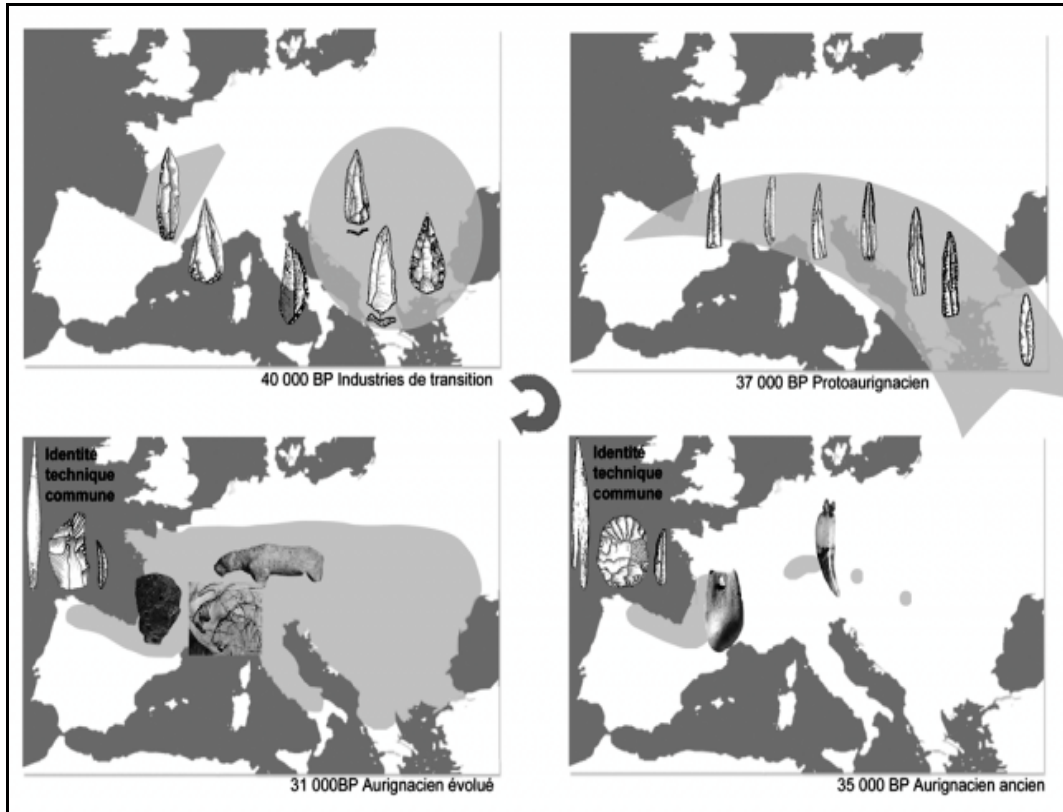 40 000 BP Industries de transition
37 000 BP Protoaurignacien
Identité
technique
commune
31 000BP Aurignacien évolué
Identité
technique
commune
35 000 BP Aurignacien ancien